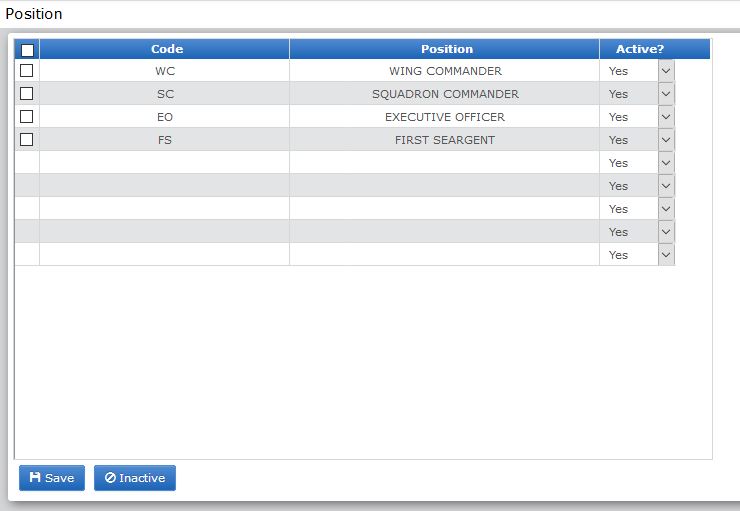 Position
Code Position Active?
WC WING COMMANDER Yes
SC SQUADRON COMMANDER Yes
EO EXECUTIVE OFFICER Yes
FS FIRST SEARGENT Yes
Yes
Yes
Yes
Yes
Yes
Save Inactive